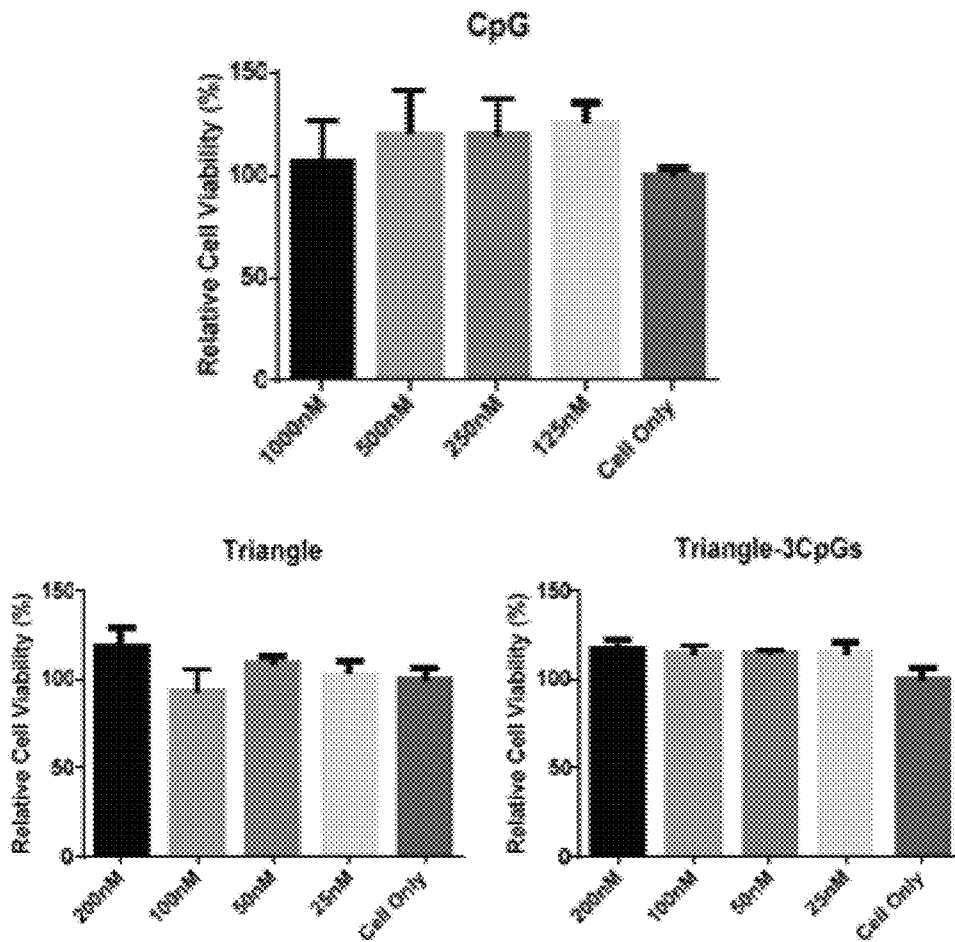 CpG
Relative Cell Viability (%)
150
100
50
0
1000nM
500nM
250nM
125nM
Cell Only
Triangle
Relative Cell Viability (%)
150
100
50
0
200nM
100nM
50nM
25nM
Cell Only
Triangle-3CpGs
Relative Cell Viability (%)
150
100
50
0
200nM
100nM
50nM
25nM
Cell Only